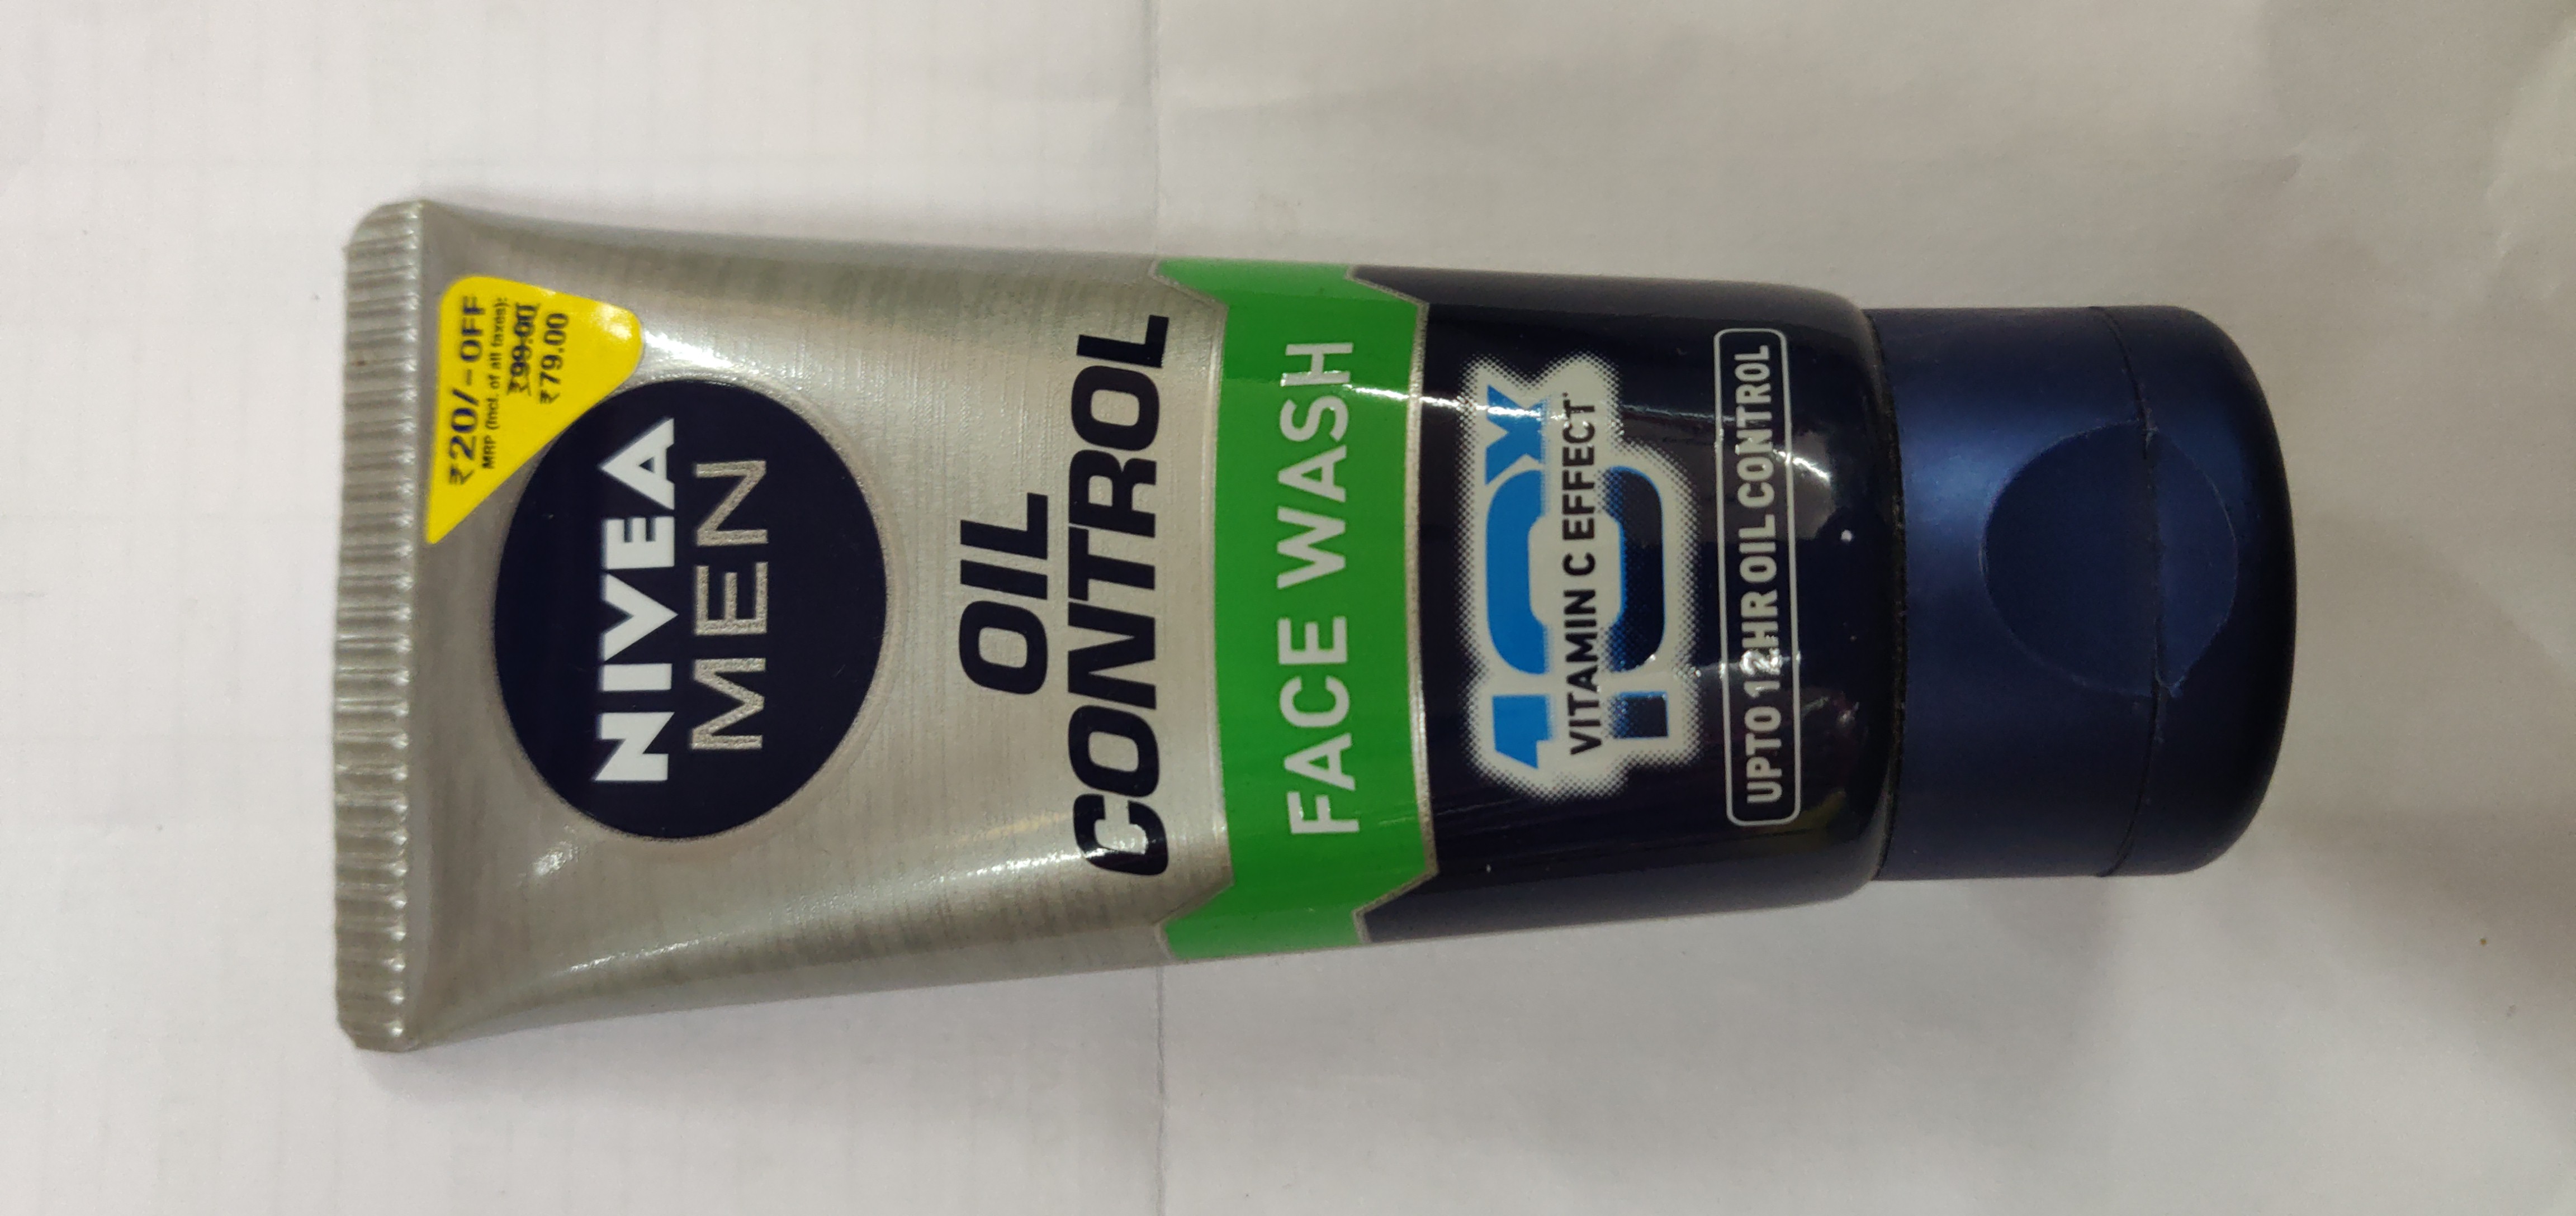 ₹20/- OFF
MRP (Incl. of all taxes):
₹99.00
₹79.00
NIVEA
MEN
OIL
CONTROL
FACE WASH
10X
VITAMIN C EFFECT*
UPTO 12HR OIL CONTROL